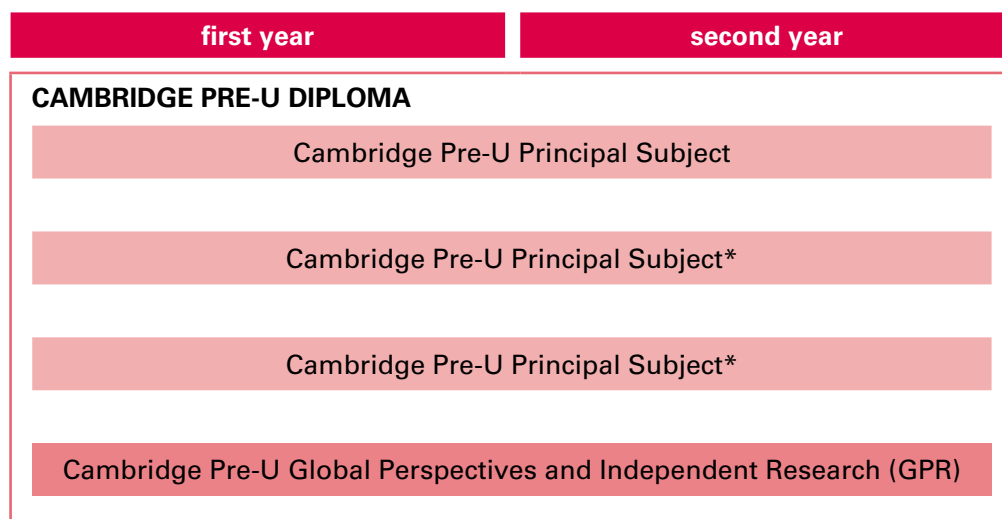 first year
second year
CAMBRIDGE PRE-U DIPLOMA
Cambridge Pre-U Principal Subject
Cambridge Pre-U Principal Subject*
Cambridge Pre-U Principal Subject*
Cambridge Pre-U Global Perspectives and Independent Research (GPR)